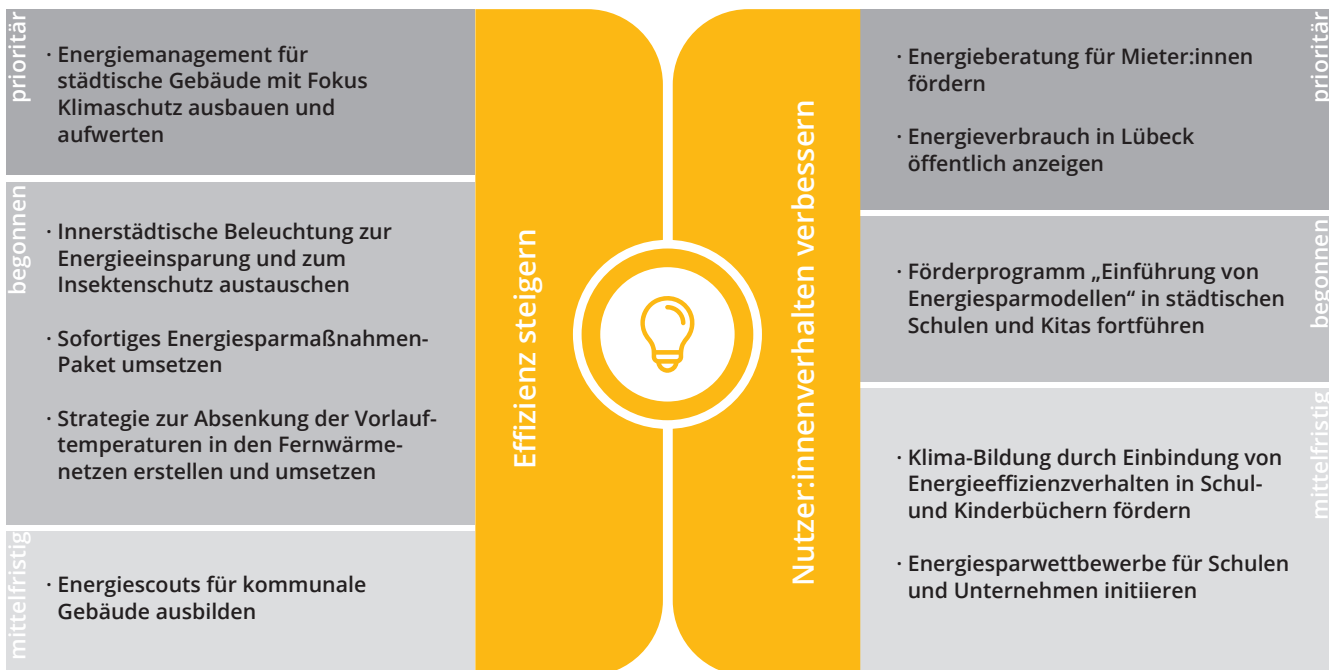 prioritär
· Energiemanagement für
städtische Gebäude mit Fokus
Klimaschutz ausbauen und
aufwerten
begonnen
· Innerstädtische Beleuchtung zur
Energieeinsparung und zum
Insektenschutz austauschen
· Sofortiges Energiesparmaßnahmen-
Paket umsetzen
· Strategie zur Absenkung der Vorlauf-
temperaturen in den Fernwärme-
netzen erstellen und umsetzen
mittelfristig
· Energiescouts für kommunale
Gebäude ausbilden
Effizienz steigern
Nutzer:innenverhalten verbessern
prioritär
· Energieberatung für Mieter:innen
fördern
· Energieverbrauch in Lübeck
öffentlich anzeigen
begonnen
· Förderprogramm „Einführung von
Energiesparmodellen“ in städtischen
Schulen und Kitas fortführen
mittelfristig
· Klima-Bildung durch Einbindung von
Energieeffizienzverhalten in Schul-
und Kinderbüchern fördern
· Energiesparwettbewerbe für Schulen
und Unternehmen initiieren